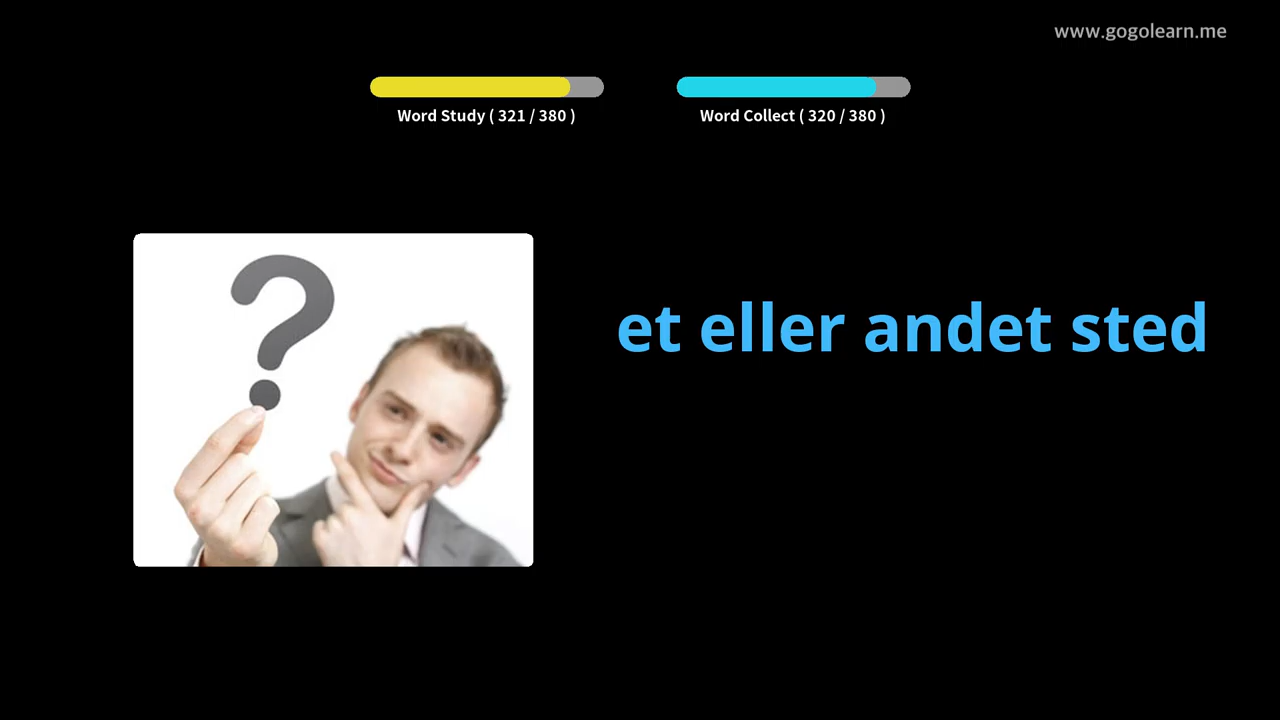 www.gogolearn.me
Word Study ( 321 / 380 )
Word Collect ( 320 / 380 )
?
et eller andet sted